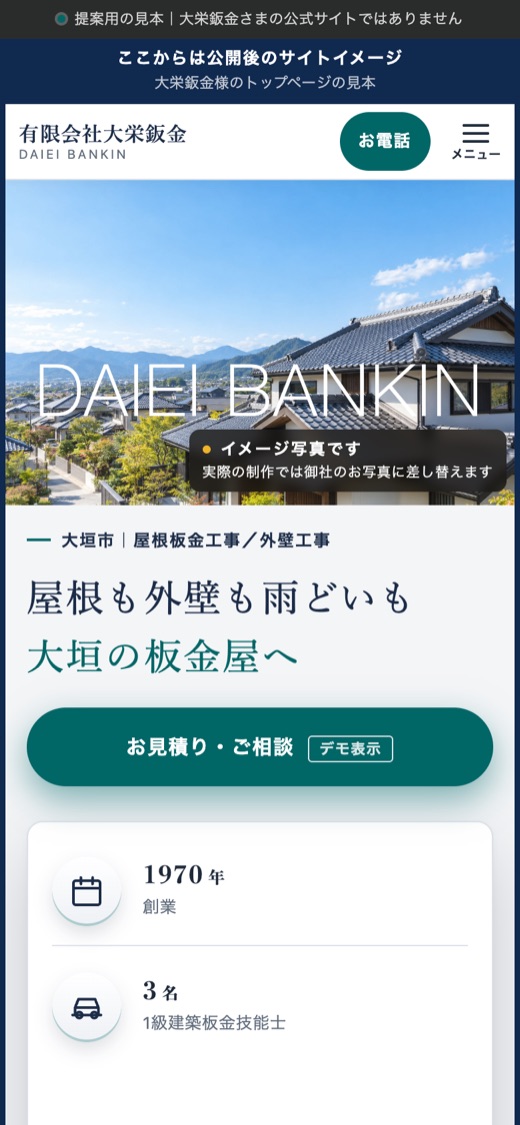 提案用の見本｜大栄鈑金さまの公式サイトではありません
ここからは公開後のサイトイメージ
大栄鈑金様のトップページの見本
有限会社大栄鈑金
DAIEI BANKIN
お電話
メニュー
DAIEI BANKIN
イメージ写真です
実際の制作では御社のお写真に差し替えます
大垣市｜屋根板金工事／外壁工事
屋根も外壁も雨どいも
大垣の板金屋へ
お見積り・ご相談 デモ表示
1970年
創業
3名
1級建築板金技能士